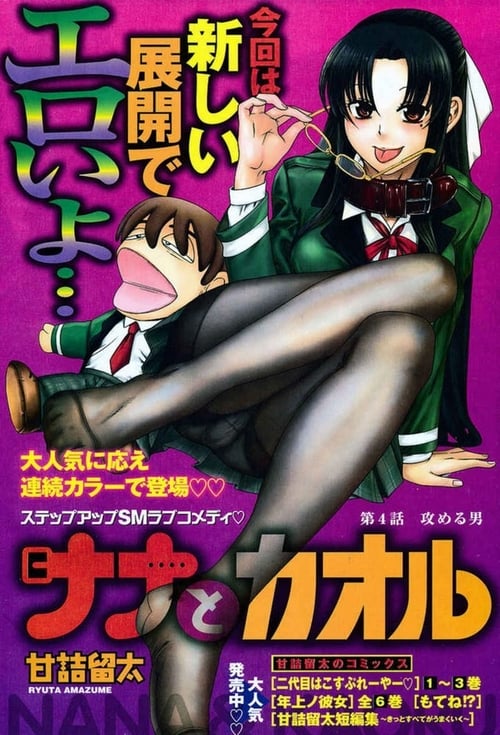 今回は
新しい
展開で
エロいよ…
大人気に応え
連続カラーで登場♡♡
ステップアップSMラブコメディ♡
第4話 攻める男
ナナとカオル
甘詰留太
RYUTA AMAZUME
大人気
発売中♡♡
甘詰留太のコミックス
[二代目はこすぷれーやー♡] 1～3巻
[年上ノ彼女] 全6巻 [もてね!?]
[甘詰留太短編集～きっとすべてがうまくいく～]